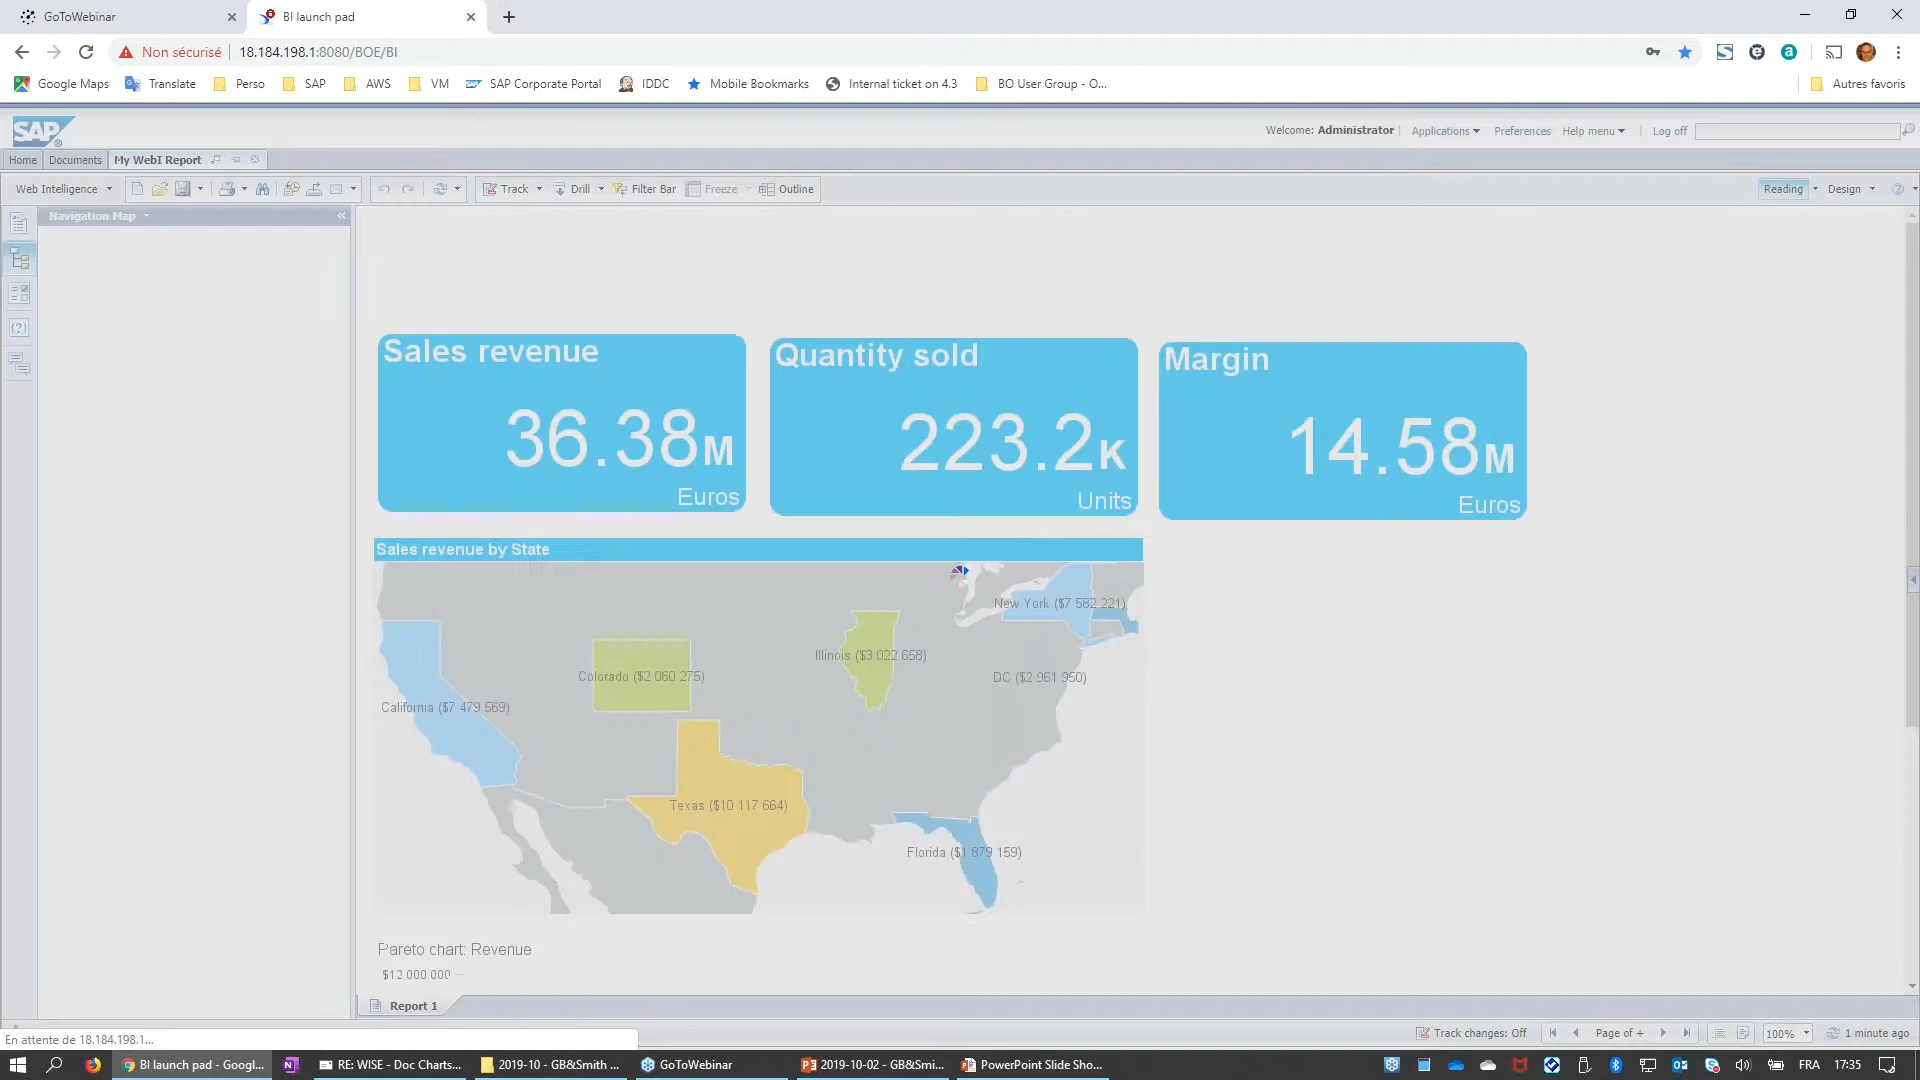 GoToWebinar
BI launch pad
Non sécurisé 18.184.198.1:8080/BOE/BI
Google Maps Translate Perso SAP AWS VM SAP Corporate Portal IDDC Mobile Bookmarks Internal ticket on 4.3 BO User Group - O... Autres favoris
SAP
Welcome: Administrator Applications Preferences Help menu Log off
Home Documents My WebI Report
Web Intelligence Track Drill Filter Bar Freeze Outline Reading Design
Navigation Map
Sales revenue
36.38M
Euros
Quantity sold
223.2K
Units
Margin
14.58M
Euros
Sales revenue by State
New York ($7 582 221)
Illinois ($3 022 658)
Colorado ($2 060 275)
DC ($2 961 950)
California ($7 479 569)
Texas ($10 117 664)
Florida ($1 879 159)
Pareto chart: Revenue
$12 000 000
Report 1
En attente de 18.184.198.1...
Track changes: Off Page of + 100% 1 minute ago
BI launch pad - Googl... RE: WISE - Doc Charts... 2019-10 - GB&Smith ... GoToWebinar 2019-10-02 - GB&Smi... PowerPoint Slide Sho... FRA 17:35